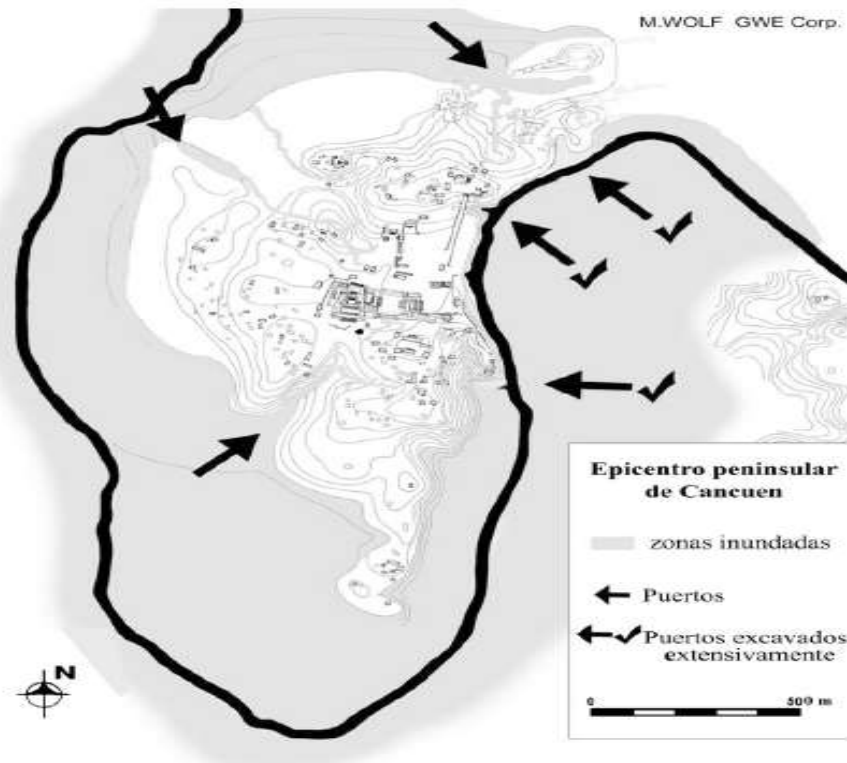 M.WOLF GWE Corp.
Epicentro peninsular
de Cancuen
zonas inundadas
Puertos
Puertos excavados
extensivamente
0 500 m
N